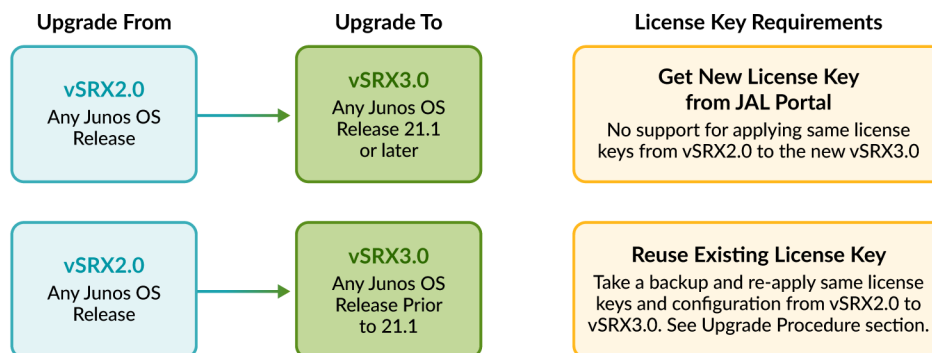 Upgrade From
Upgrade To
License Key Requirements
vSRX2.0
Any Junos OS
Release
vSRX3.0
Any Junos OS
Release 21.1
or later
Get New License Key
from JAL Portal
No support for applying same license
keys from vSRX2.0 to the new vSRX3.0
vSRX2.0
Any Junos OS
Release
vSRX3.0
Any Junos OS
Release Prior
to 21.1
Reuse Existing License Key
Take a backup and re-apply same license
keys and configuration from vSRX2.0 to
vSRX3.0. See Upgrade Procedure section.